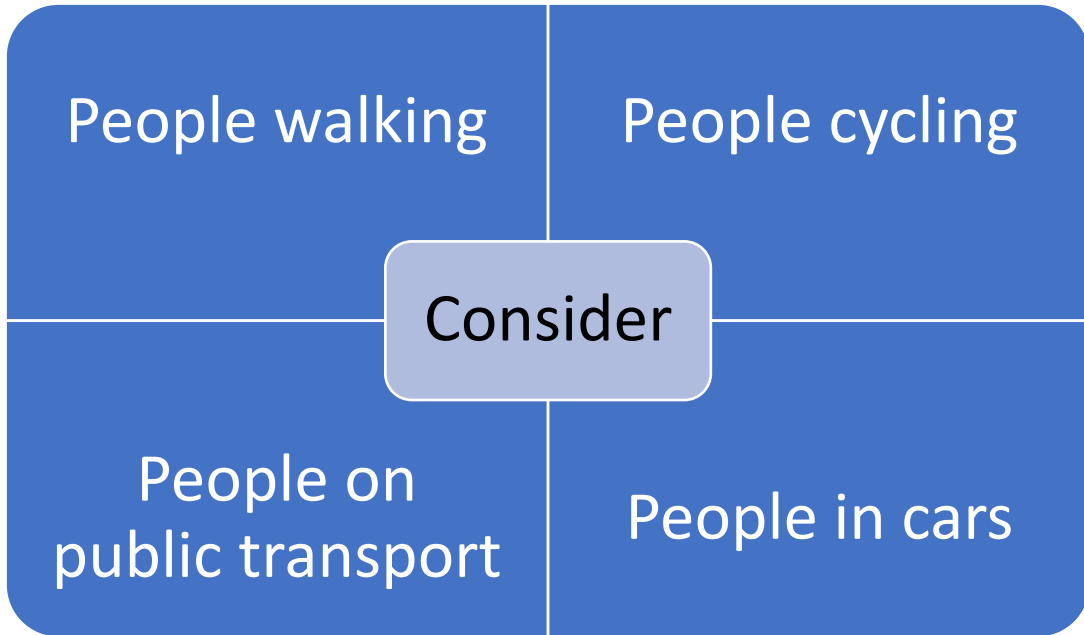 People walking
People cycling
Consider
People on
public transport
People in cars